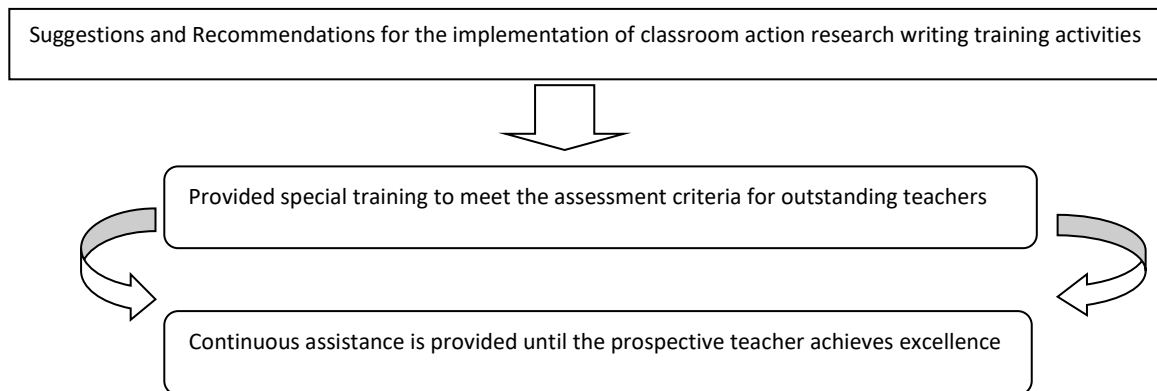 Suggestions and Recommendations for the implementation of classroom action research writing training activities
Provided special training to meet the assessment criteria for outstanding teachers
Continuous assistance is provided until the prospective teacher achieves excellence